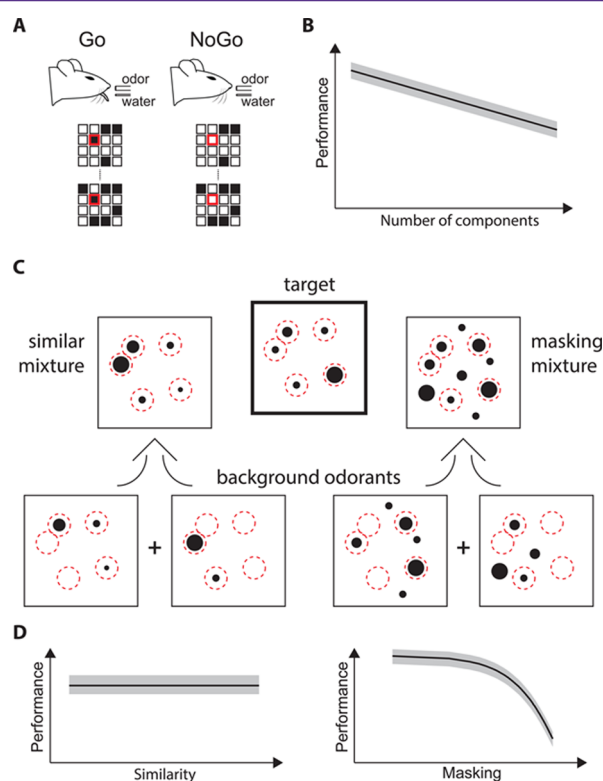 A
Go
NoGo
odor
water
odor
water
B
Performance
Number of components
C
target
similar
mixture
masking
mixture
background odorants
+
+
D
Performance
Similarity
Performance
Masking